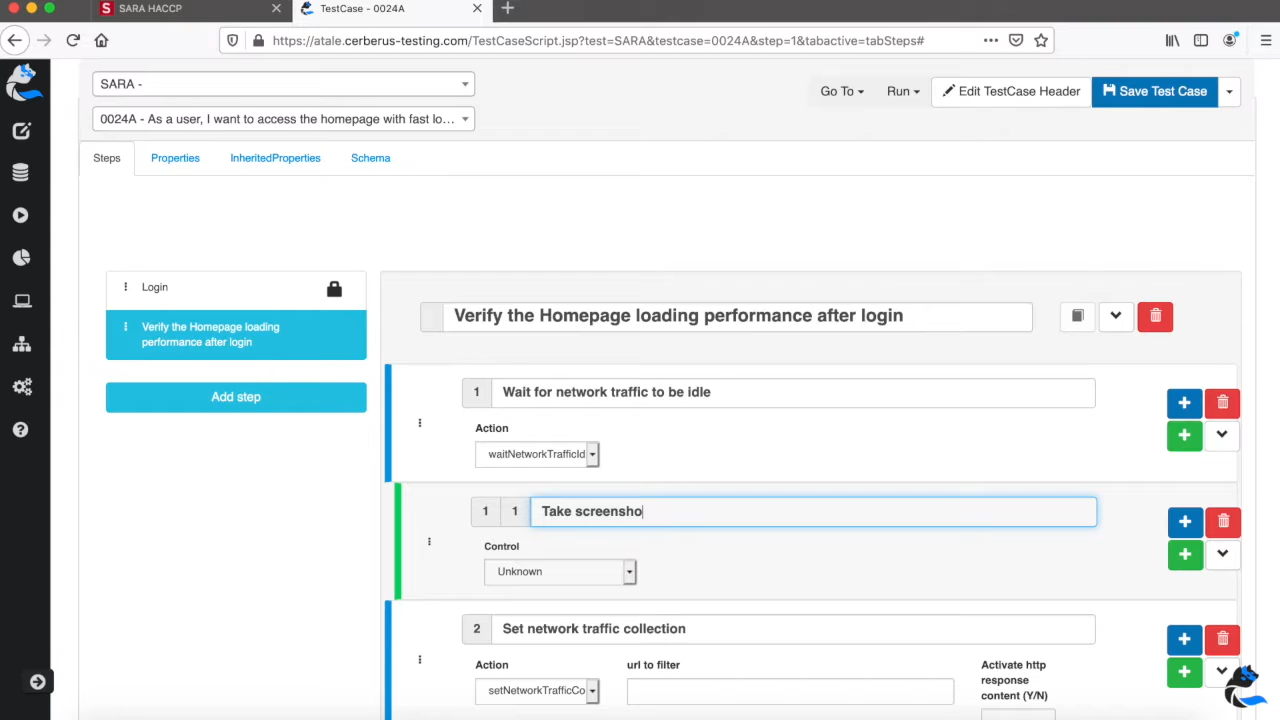 SARA HACCP
TestCase - 0024A
https://atale.cerberus-testing.com/TestCaseScript.jsp?test=SARA&testcase=0024A&step=1&tabactive=tabSteps#
SARA -
Go To
Run
Edit TestCase Header
Save Test Case
0024A - As a user, I want to access the homepage with fast lo...
Steps
Properties
InheritedProperties
Schema
Login
Verify the Homepage loading
performance after login
Add step
Verify the Homepage loading performance after login
1 Wait for network traffic to be idle
Action
waitNetworkTrafficId
1 1 Take screensho
Control
Unknown
2 Set network traffic collection
Action
url to filter
Activate http
response
content (Y/N)
setNetworkTrafficCo